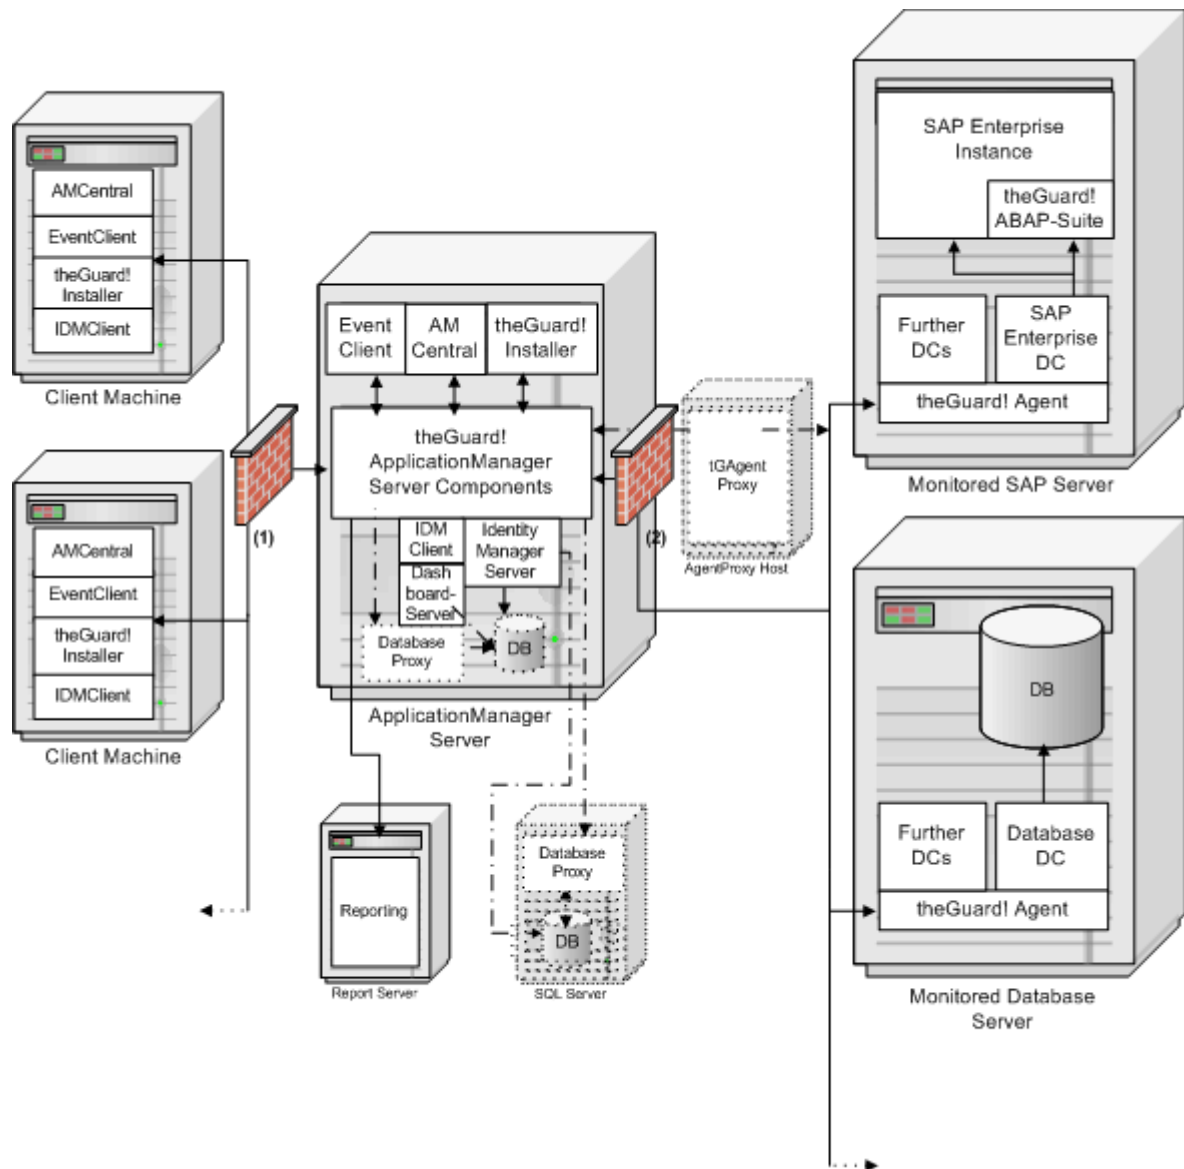 AMCentral
EventClient
theGuard!
Installer
IDMClient
Client Machine
AMCentral
EventClient
theGuard!
Installer
IDMClient
Client Machine
(1)
Event
Client
AM
Central
theGuard!
Installer
theGuard!
ApplicationManager
Server Components
IDM
Client
Identity
Manager
Server
Dash
board-
Server
Database
Proxy
DB
ApplicationManager
Server
Reporting
Report Server
Database
Proxy
DB
SQL Server
(2)
tGAgent
Proxy
AgentProxy Host
SAP Enterprise
Instance
theGuard!
ABAP-Suite
Further
DCs
SAP
Enterprise
DC
theGuard! Agent
Monitored SAP Server
DB
Further
DCs
Database
DC
theGuard! Agent
Monitored Database
Server